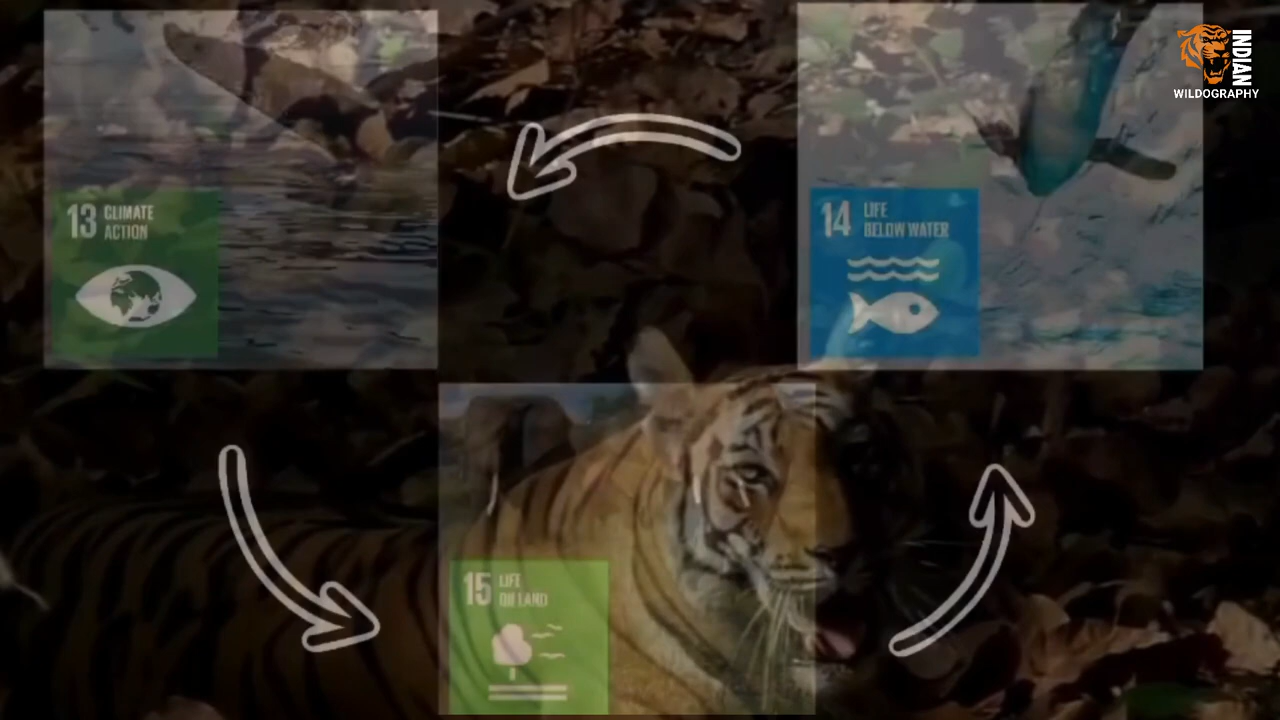 INDIAN
WILDOGRAPHY
13 CLIMATE
ACTION
14 LIFE
BELOW WATER
15 LIFE
ON LAND